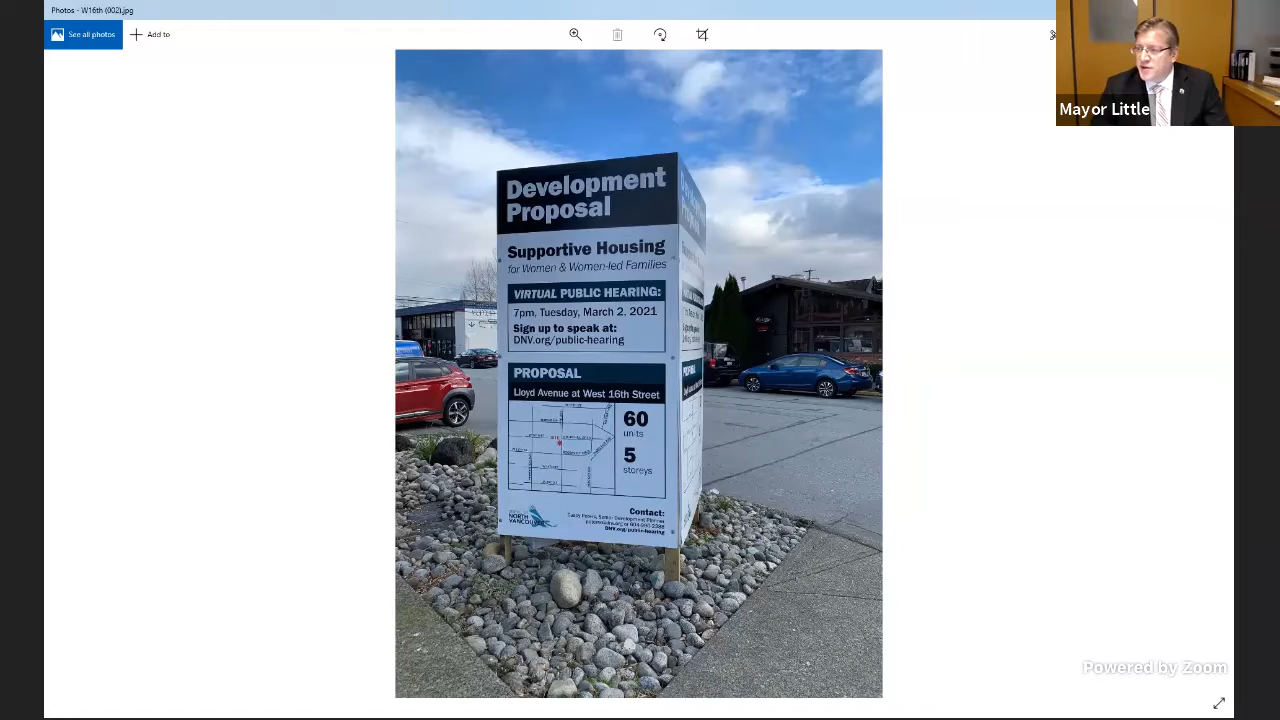 Photos - W16th (002).jpg
See all photos
Add to
Mayor Little
Development
Proposal
Supportive Housing
for Women & Women-led Families
VIRTUAL PUBLIC HEARING:
7pm, Tuesday, March 2, 2021
Sign up to speak at:
DNV.org/public-hearing
PROPOSAL
Lloyd Avenue at West 16th Street
60
units
5
storeys
NORTH
VANCOUVER
Contact:
Senior Development Planner
DNV.org/public-hearing
Powered by Zoom